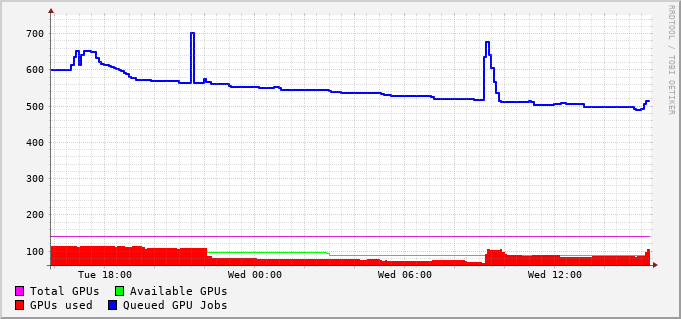 700
600
500
400
300
200
100
Tue 18:00 Wed 00:00 Wed 06:00 Wed 12:00
Total GPUs Available GPUs
GPUs used Queued GPU Jobs
RRDTOOL / TOBI OETIKER